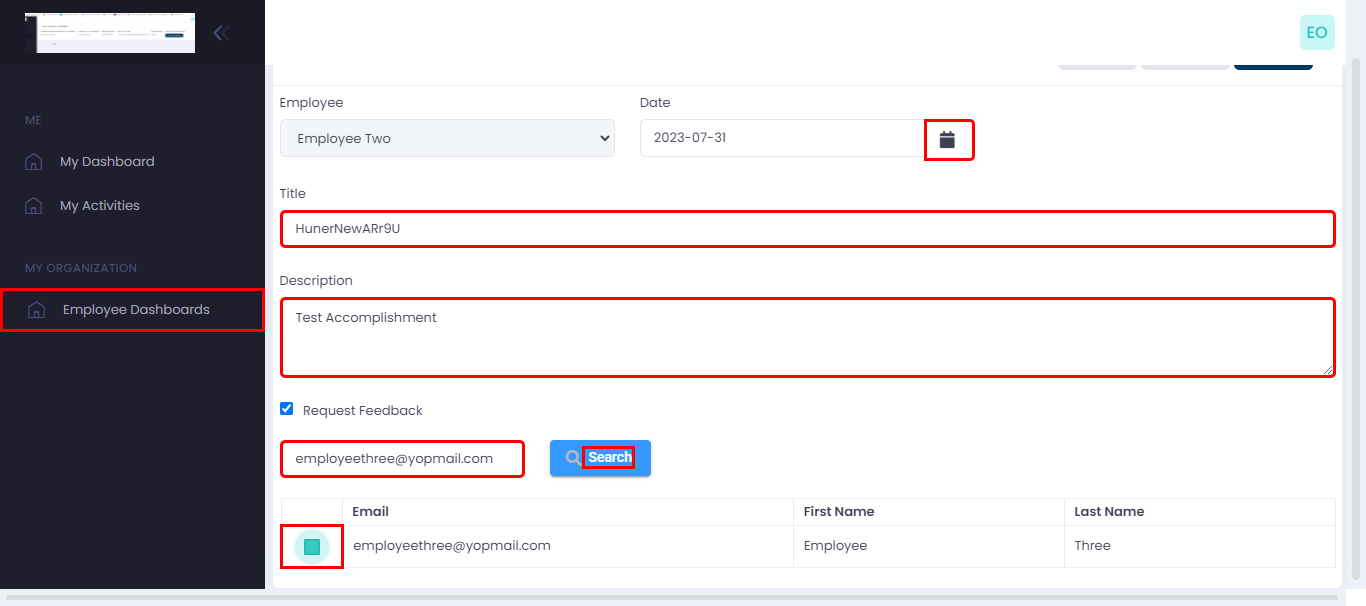 EO
ME
My Dashboard
My Activities
MY ORGANIZATION
Employee Dashboards
Employee
Date
Employee Two
2023-07-31
Title
HunerNewARr9U
Description
Test Accomplishment
Request Feedback
employeethree@yopmail.com
Search
Email First Name Last Name
employeethree@yopmail.com Employee Three